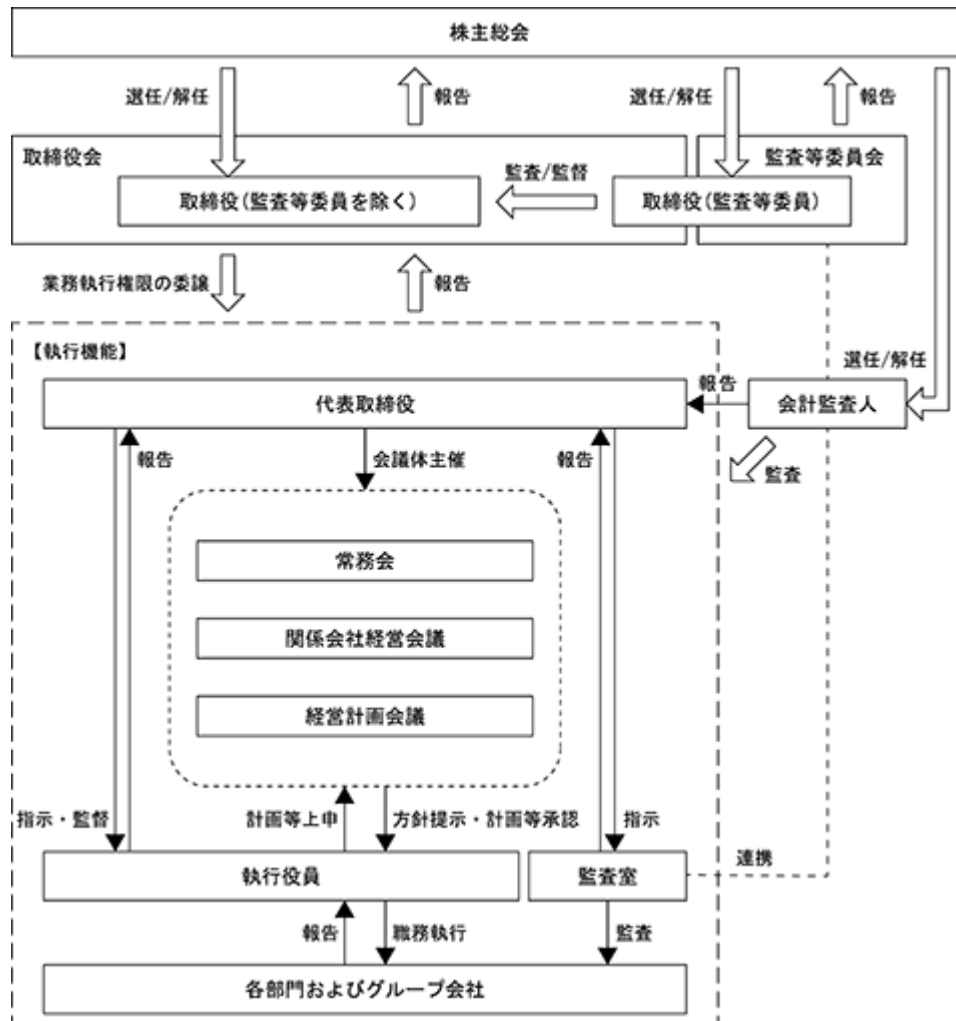 株主総会
選任/解任
報告
選任/解任
報告
取締役会
監査等委員会
監査/監督
取締役(監査等委員を除く)
取締役(監査等委員)
業務執行権限の委譲
報告
選任/解任
【執行機能】
報告
代表取締役
会計監査人
報告
会議体主催
報告
監査
常務会
関係会社経営会議
経営計画会議
指示・監督
計画等上申
方針提示・計画等承認
指示
連携
執行役員
監査室
報告
職務執行
監査
各部門およびグループ会社